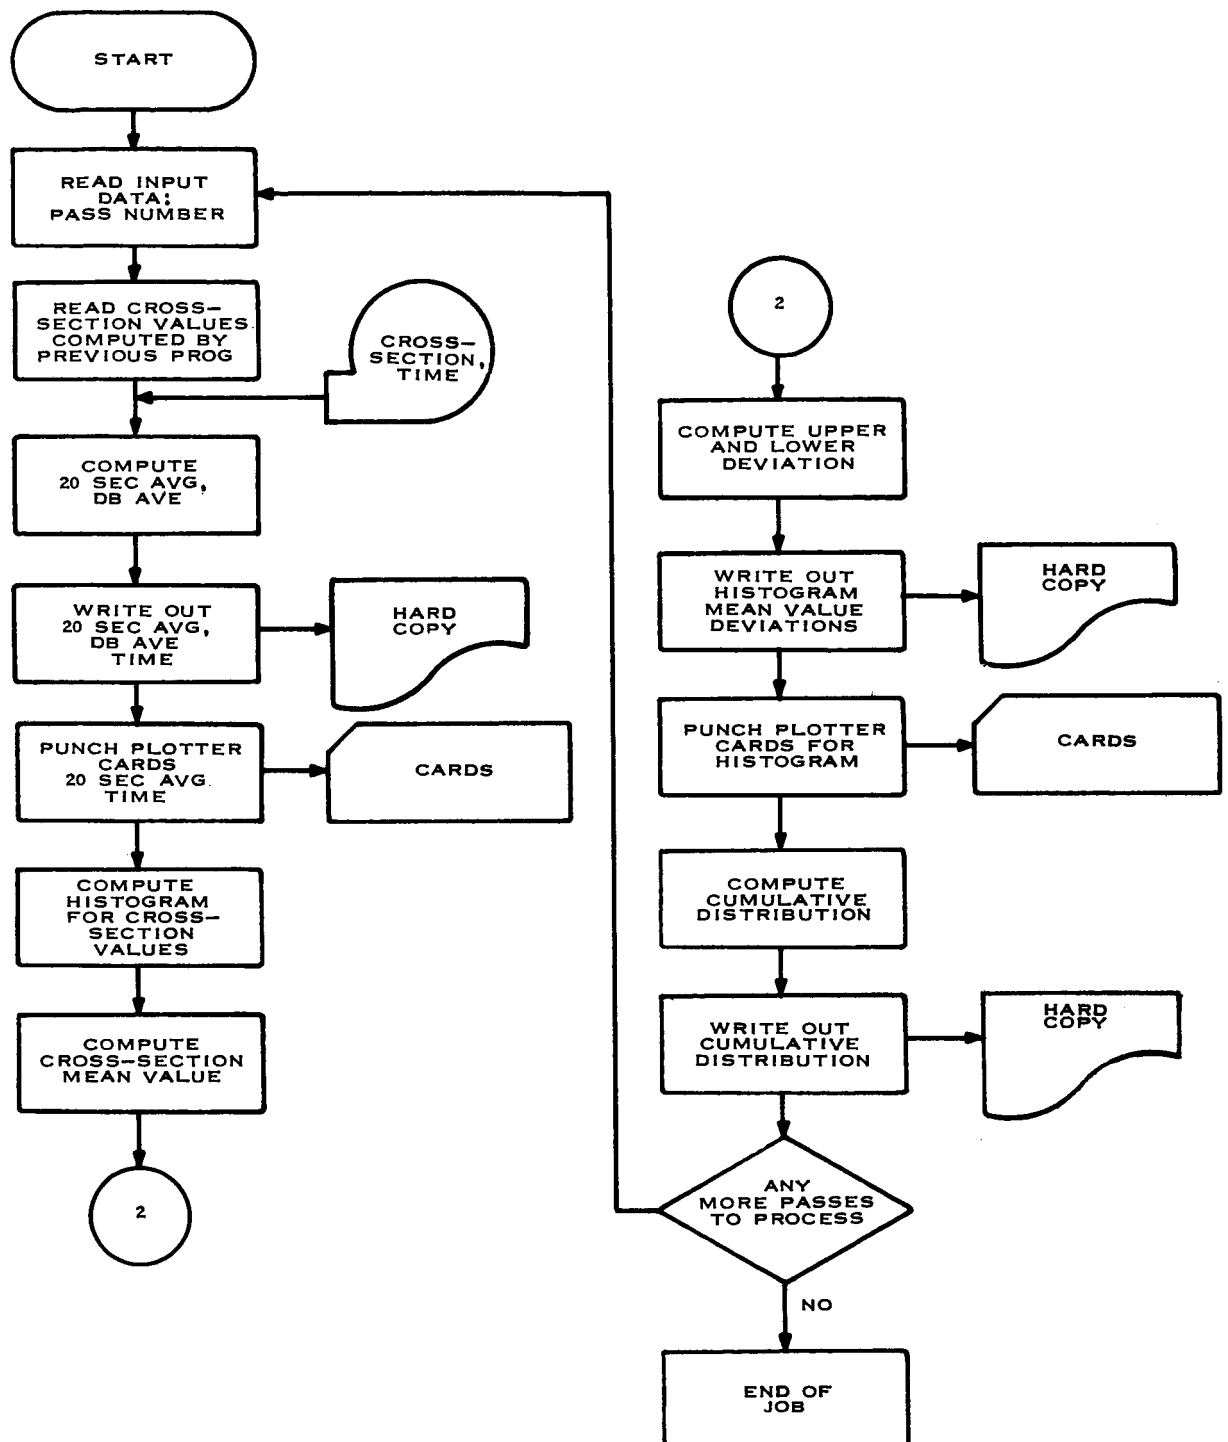 START
READ INPUT
DATA:
PASS NUMBER
READ CROSS-
SECTION VALUES
COMPUTED BY
PREVIOUS PROG
CROSS-
SECTION,
TIME
COMPUTE
20 SEC AVG,
DB AVE
WRITE OUT
20 SEC AVG,
DB AVE
TIME
HARD
COPY
PUNCH PLOTTER
CARDS
20 SEC AVG.
TIME
CARDS
COMPUTE
HISTOGRAM
FOR CROSS-
SECTION
VALUES
COMPUTE
CROSS-SECTION
MEAN VALUE
2
2
COMPUTE UPPER
AND LOWER
DEVIATION
WRITE OUT
HISTOGRAM
MEAN VALUE
DEVIATIONS
HARD
COPY
PUNCH PLOTTER
CARDS FOR
HISTOGRAM
CARDS
COMPUTE
CUMULATIVE
DISTRIBUTION
WRITE OUT
CUMULATIVE
DISTRIBUTION
HARD
COPY
ANY
MORE PASSES
TO PROCESS
NO
END OF
JOB